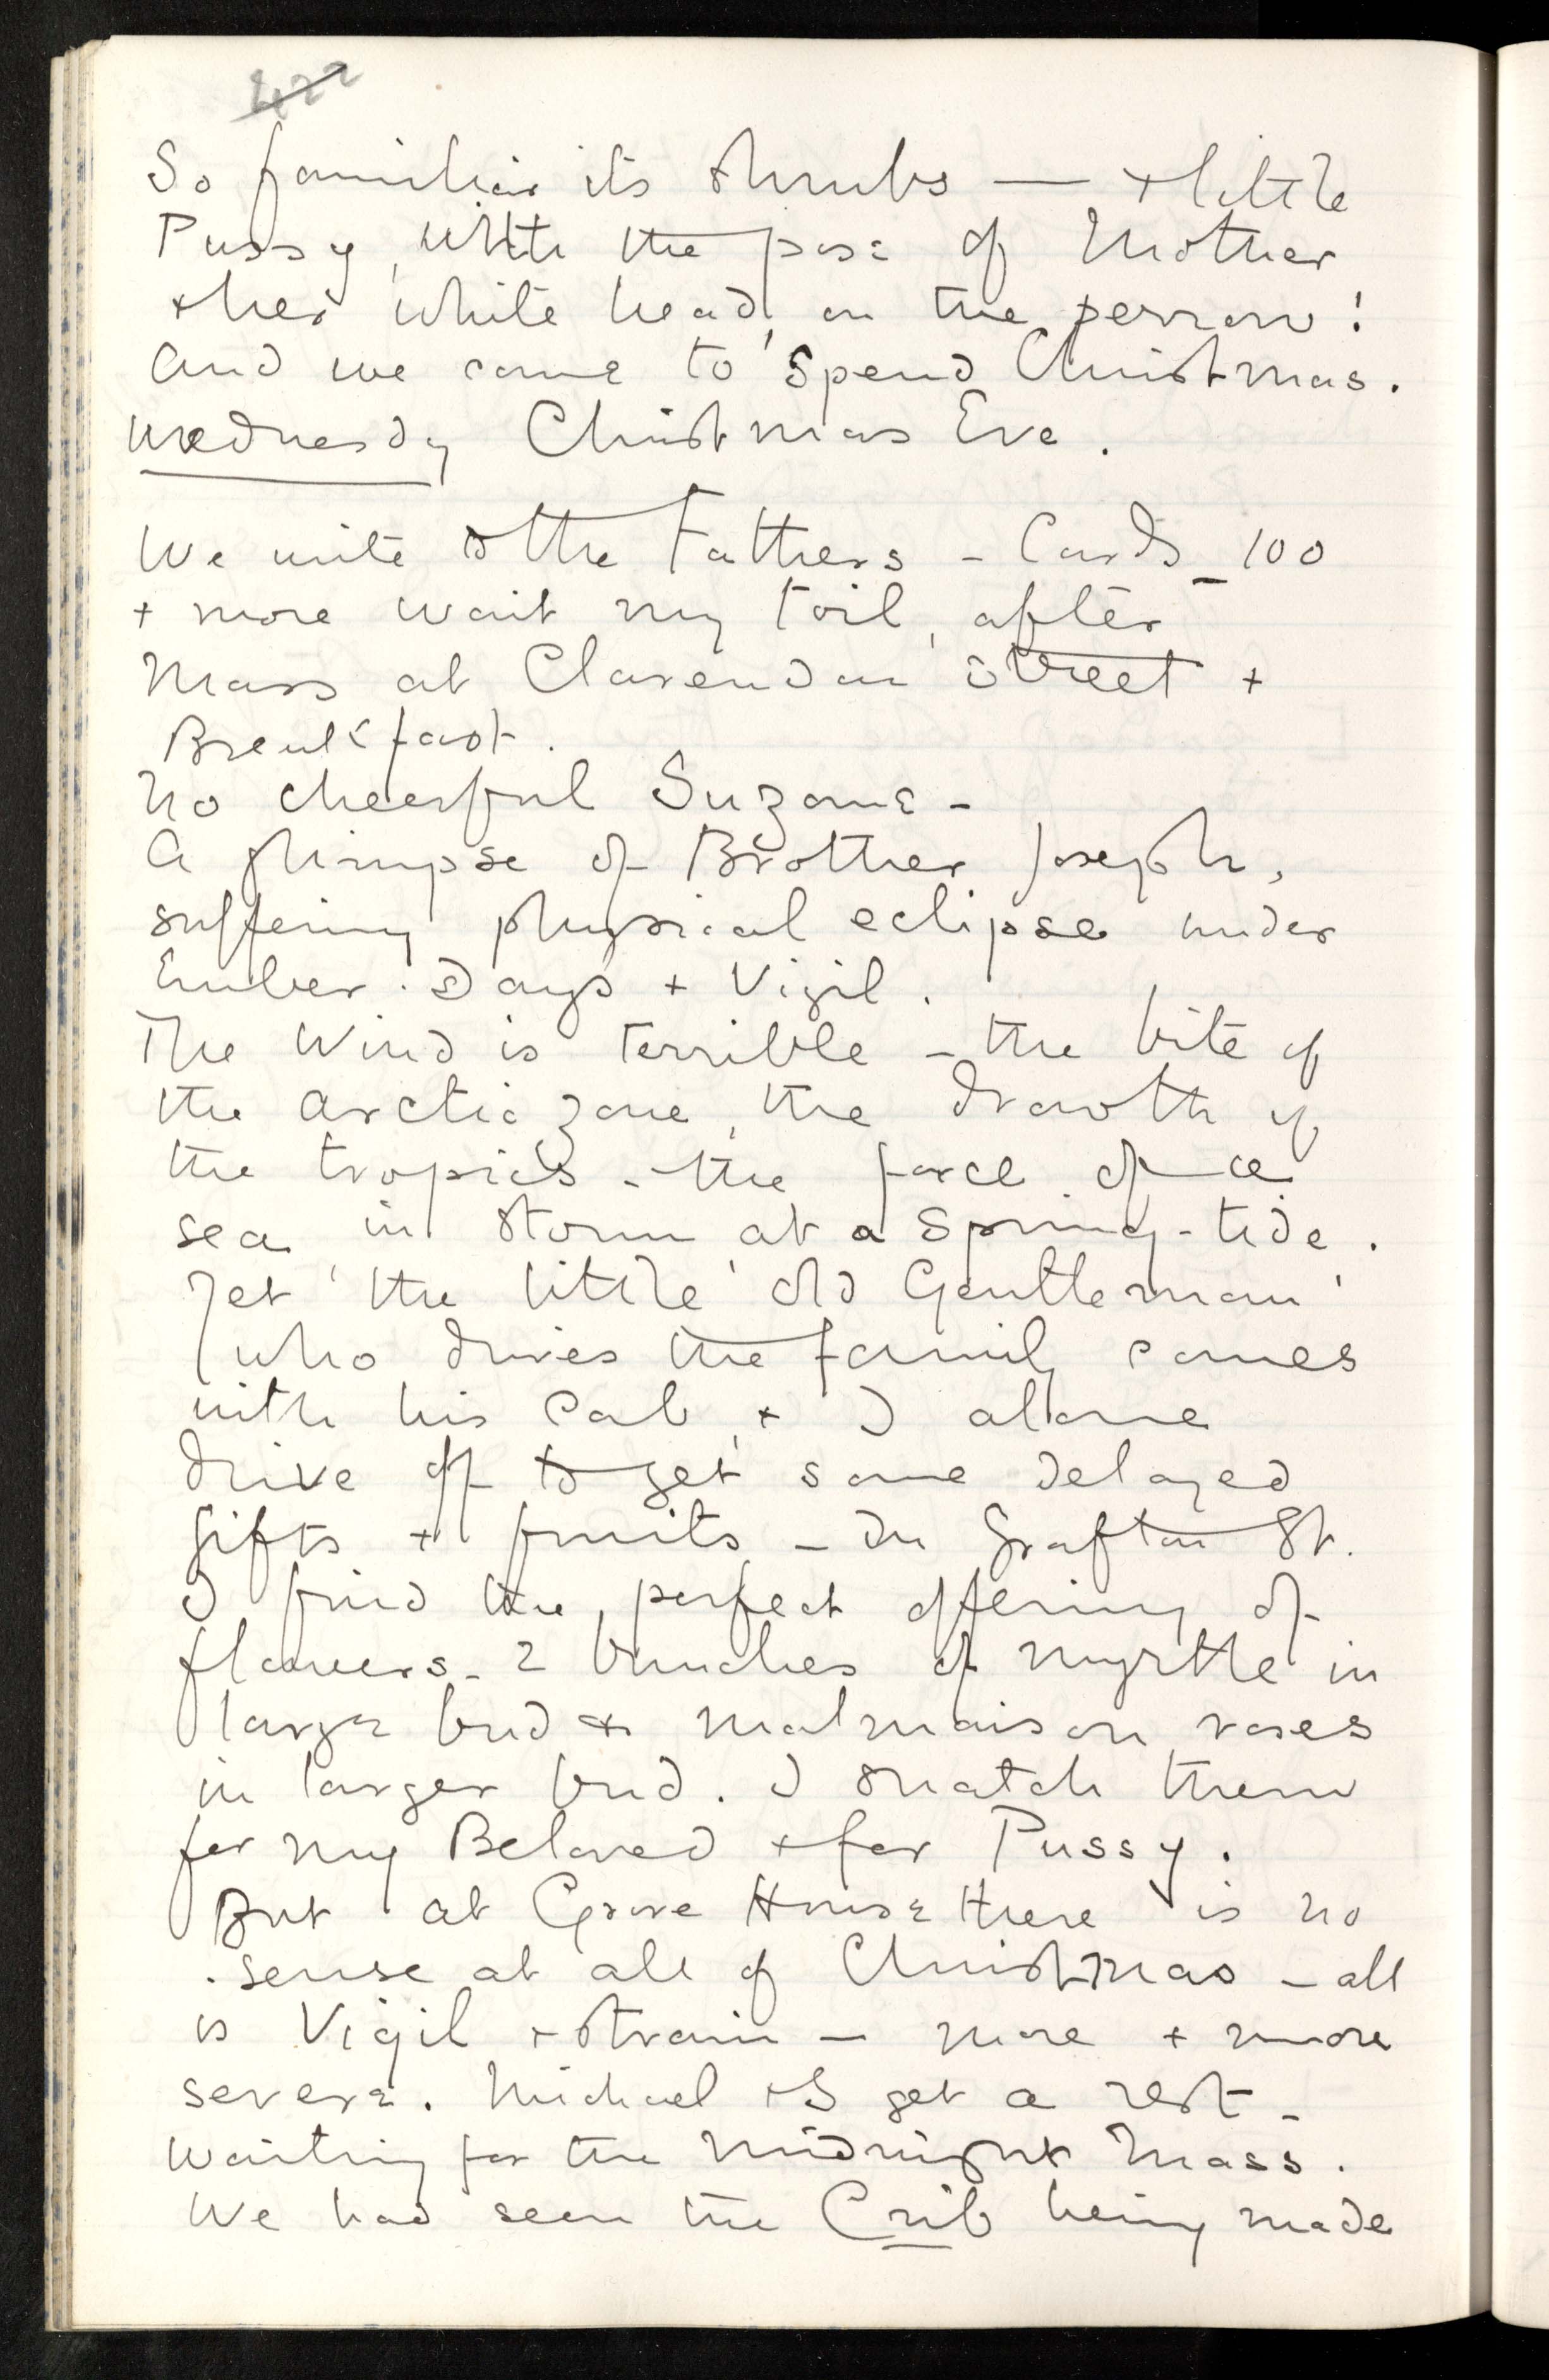 422
So familiar its shrubs — + little
Pussy, with the pose of Mother
+ her white head, on the perron!
And we come to spend Christmas.
Wednesday Christmas Eve.
We write to the Fathers – Cards – 100
+ more wait my toil, after
Mass at Clarendon Street +
Breakfast.
No cheerful Suzanne –
A glimpse of Brother Joseph,
suffering physical eclipse under
Ember-Days + Vigil.
The Wind is terrible – the bite of
the arctic zone, the drowth of
the tropics – the force of a
sea, in storm, at a spring-tide.
Yet 'the little old Gentleman'
who drives the family comes
with his cab, + I alone
drive off to get some delayed
gifts + fruits – In Grafton St.
I find the perfect offering of
flowers – 2 bunches of myrtle in
large bud + Malmaison roses
in larger bud. I snatch them
for my Beloved + for Pussy.
But at Grove House there is no
sense at all of Christmas – all
is Vigil + strain – more + more
severe. Michael + I get a rest –
waiting for the Midnight Mass.
We had seen the Crib being made